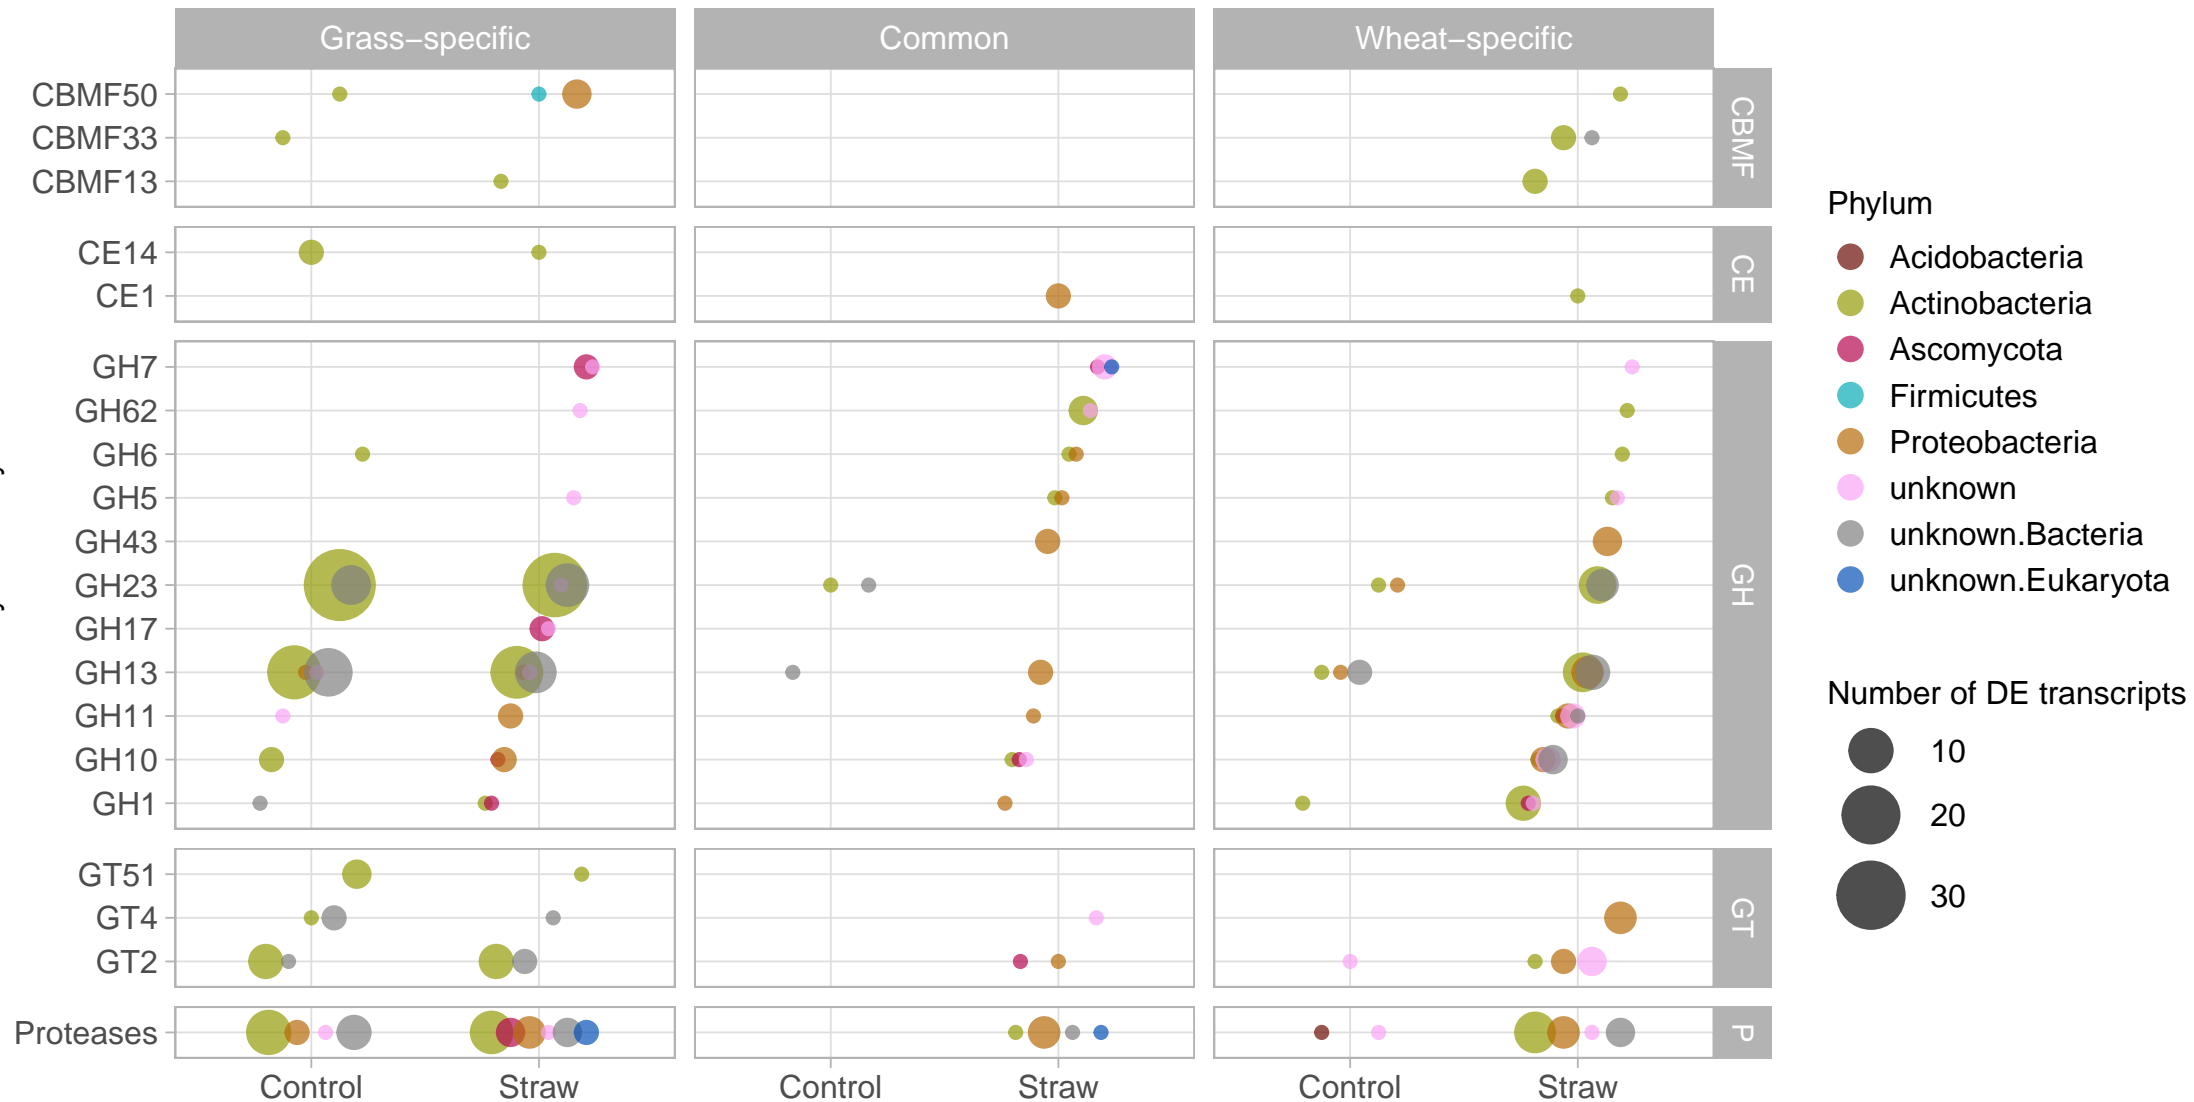 Grass−specific
Common
Wheat−specific
CBMF50
CBMF33
CBMF13
CBMF
CE14
CE1
CE
GH7
GH62
GH6
GH5
GH43
GH23
GH17
GH13
GH11
GH10
GH1
GH
GT51
GT4
GT2
GT
Proteases
P
Control
Straw
Control
Straw
Control
Straw
Phylum
Acidobacteria
Actinobacteria
Ascomycota
Firmicutes
Proteobacteria
unknown
unknown.Bacteria
unknown.Eukaryota
Number of DE transcripts
10
20
30